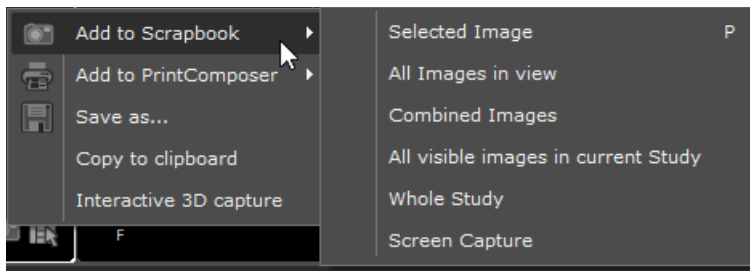 Add to Scrapbook
Add to PrintComposer
Save as...
Copy to clipboard
Interactive 3D capture
F
Selected Image P
All Images in view
Combined Images
All visible images in current Study
Whole Study
Screen Capture